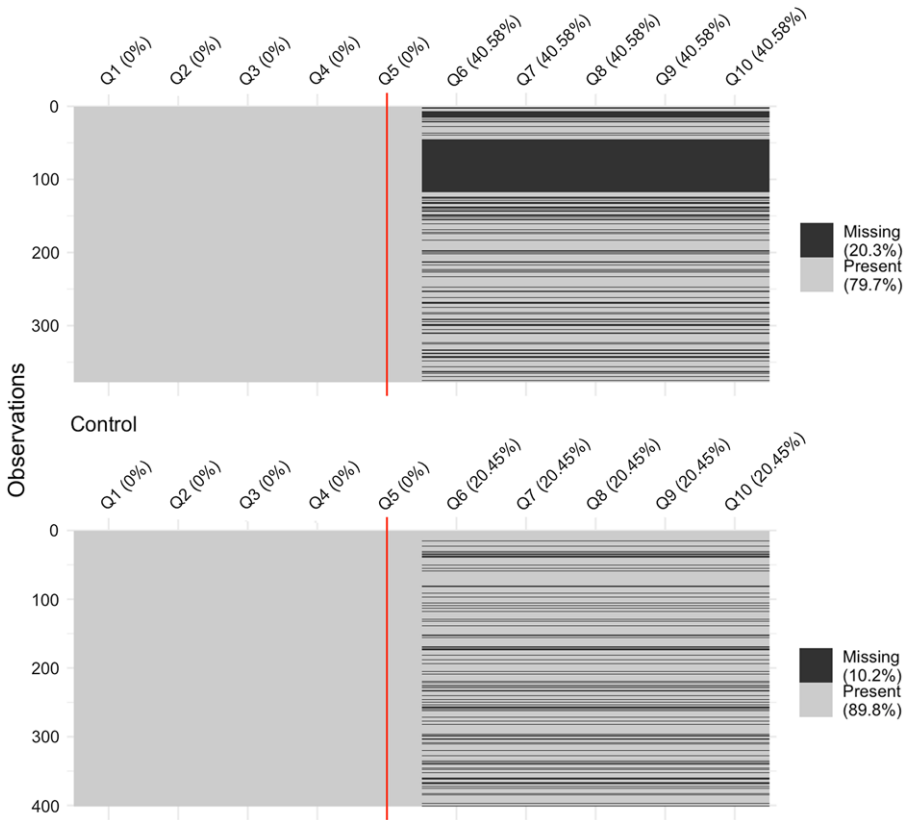 Q1 (0%) Q2 (0%) Q3 (0%) Q4 (0%) Q5 (0%) Q6 (40.58%) Q7 (40.58%) Q8 (40.58%) Q9 (40.58%) Q10 (40.58%)
0
100
200
300
Missing
(20.3%)
Present
(79.7%)
Observations
Control
Q1 (0%) Q2 (0%) Q3 (0%) Q4 (0%) Q5 (0%) Q6 (20.45%) Q7 (20.45%) Q8 (20.45%) Q9 (20.45%) Q10 (20.45%)
0
100
200
300
400
Missing
(10.2%)
Present
(89.8%)